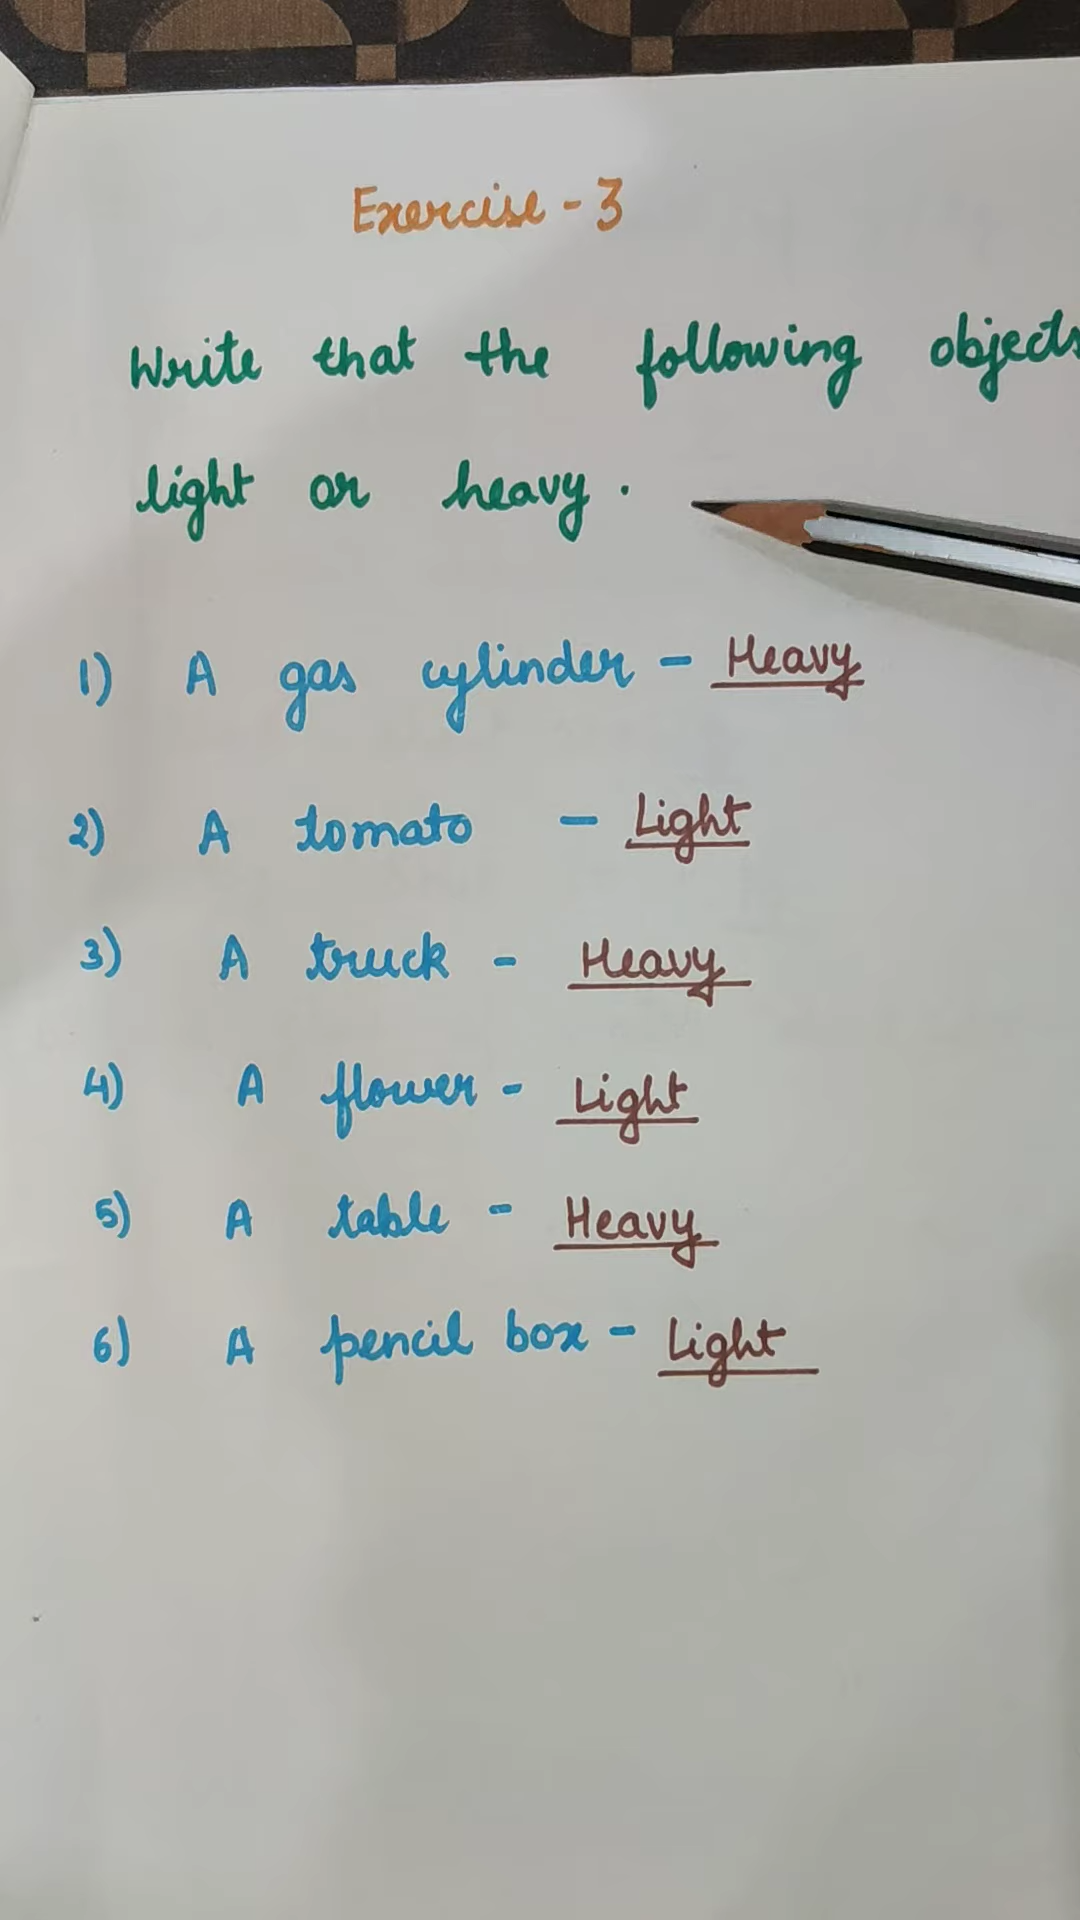 Exercise - 3
Write that the following objects
light or heavy.
1) A gas cylinder - Heavy
2) A tomato - Light
3) A truck - Heavy
4) A flower - Light
5) A table - Heavy
6) A pencil box - Light